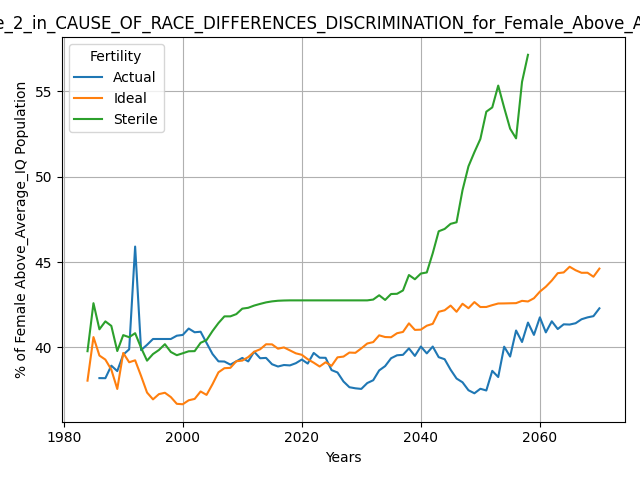 e_2_in_CAUSE_OF_RACE_DIFFERENCES_DISCRIMINATION_for_Female_Above_A
Fertility
Actual
Ideal
Sterile
% of Female Above_Average_IQ Population
55
50
45
40
1980
2000
2020
2040
2060
Years